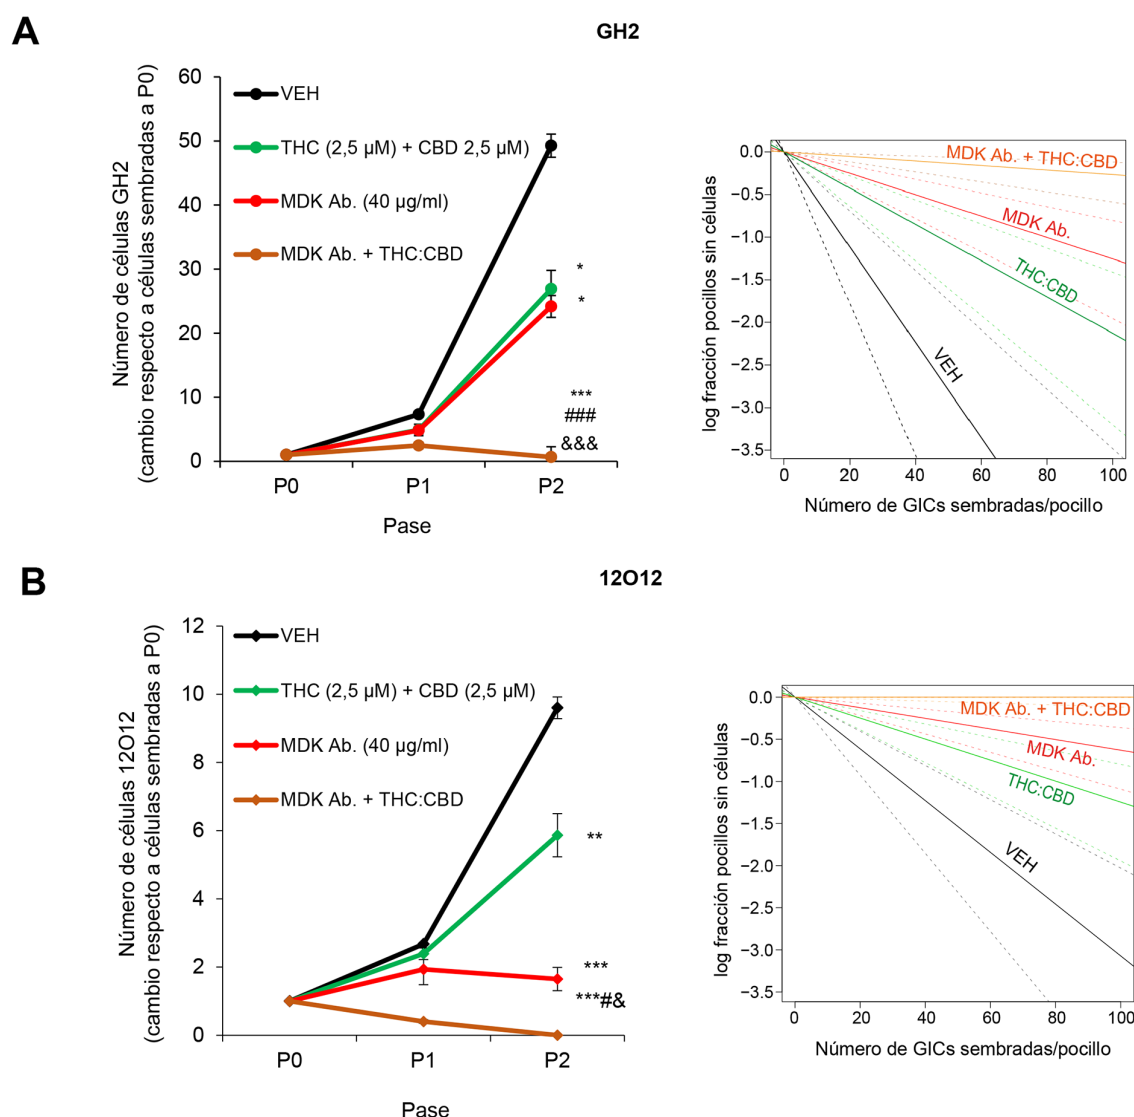 A
GH2
Número de células GH2
(cambio respecto a células sembradas a P0)
60
50
40
30
20
10
0
VEH
THC (2,5 µM) + CBD 2,5 µM)
MDK Ab. (40 µg/ml)
MDK Ab. + THC:CBD
*
*
***
###
&&&
P0
P1
P2
Pase
log fracción pocillos sin células
0.0
−0.5
−1.0
−1.5
−2.0
−2.5
−3.0
−3.5
MDK Ab. + THC:CBD
MDK Ab.
THC:CBD
VEH
0
20
40
60
80
100
Número de GICs sembradas/pocillo
B
12O12
Número de células 12O12
(cambio respecto a células sembradas a P0)
12
10
8
6
4
2
0
VEH
THC (2,5 µM) + CBD (2,5 µM)
MDK Ab. (40 µg/ml)
MDK Ab. + THC:CBD
**
***
***#&
P0
P1
P2
Pase
log fracción pocillos sin células
0.0
−0.5
−1.0
−1.5
−2.0
−2.5
−3.0
−3.5
MDK Ab. + THC:CBD
MDK Ab.
THC:CBD
VEH
0
20
40
60
80
100
Número de GICs sembradas/pocillo